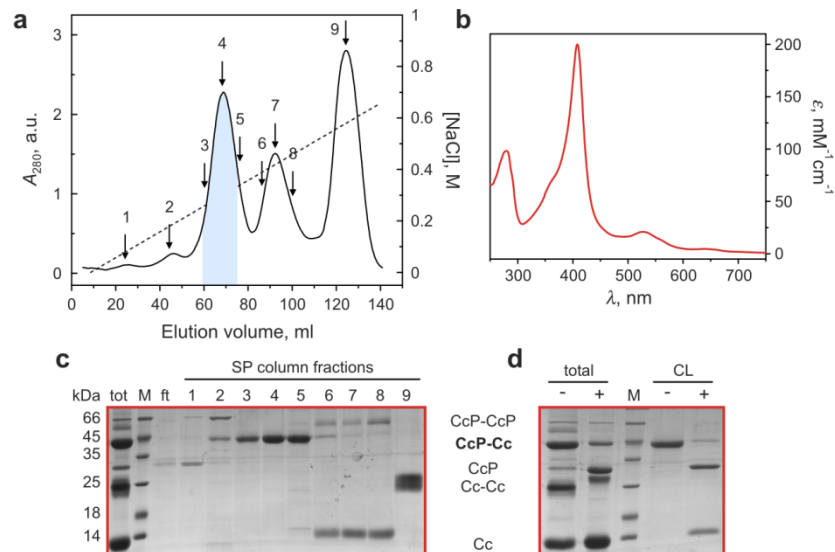 a
b
A280, a.u.
3
2
1
0
1 2 3 4 5 6 7 8 9
1
0.8
0.6
0.4
0.2
0
[NaCl], M
0 20 40 60 80 100 120 140
Elution volume, ml
200
150
100
50
0
ε, mM-1 cm-1
300 400 500 600 700
λ, nm
c
SP column fractions
kDa tot M ft 1 2 3 4 5 6 7 8 9
66
45
35
25
18
14
d
total CL
- + M - +
CcP-CcP
CcP-Cc
CcP
Cc-Cc
Cc